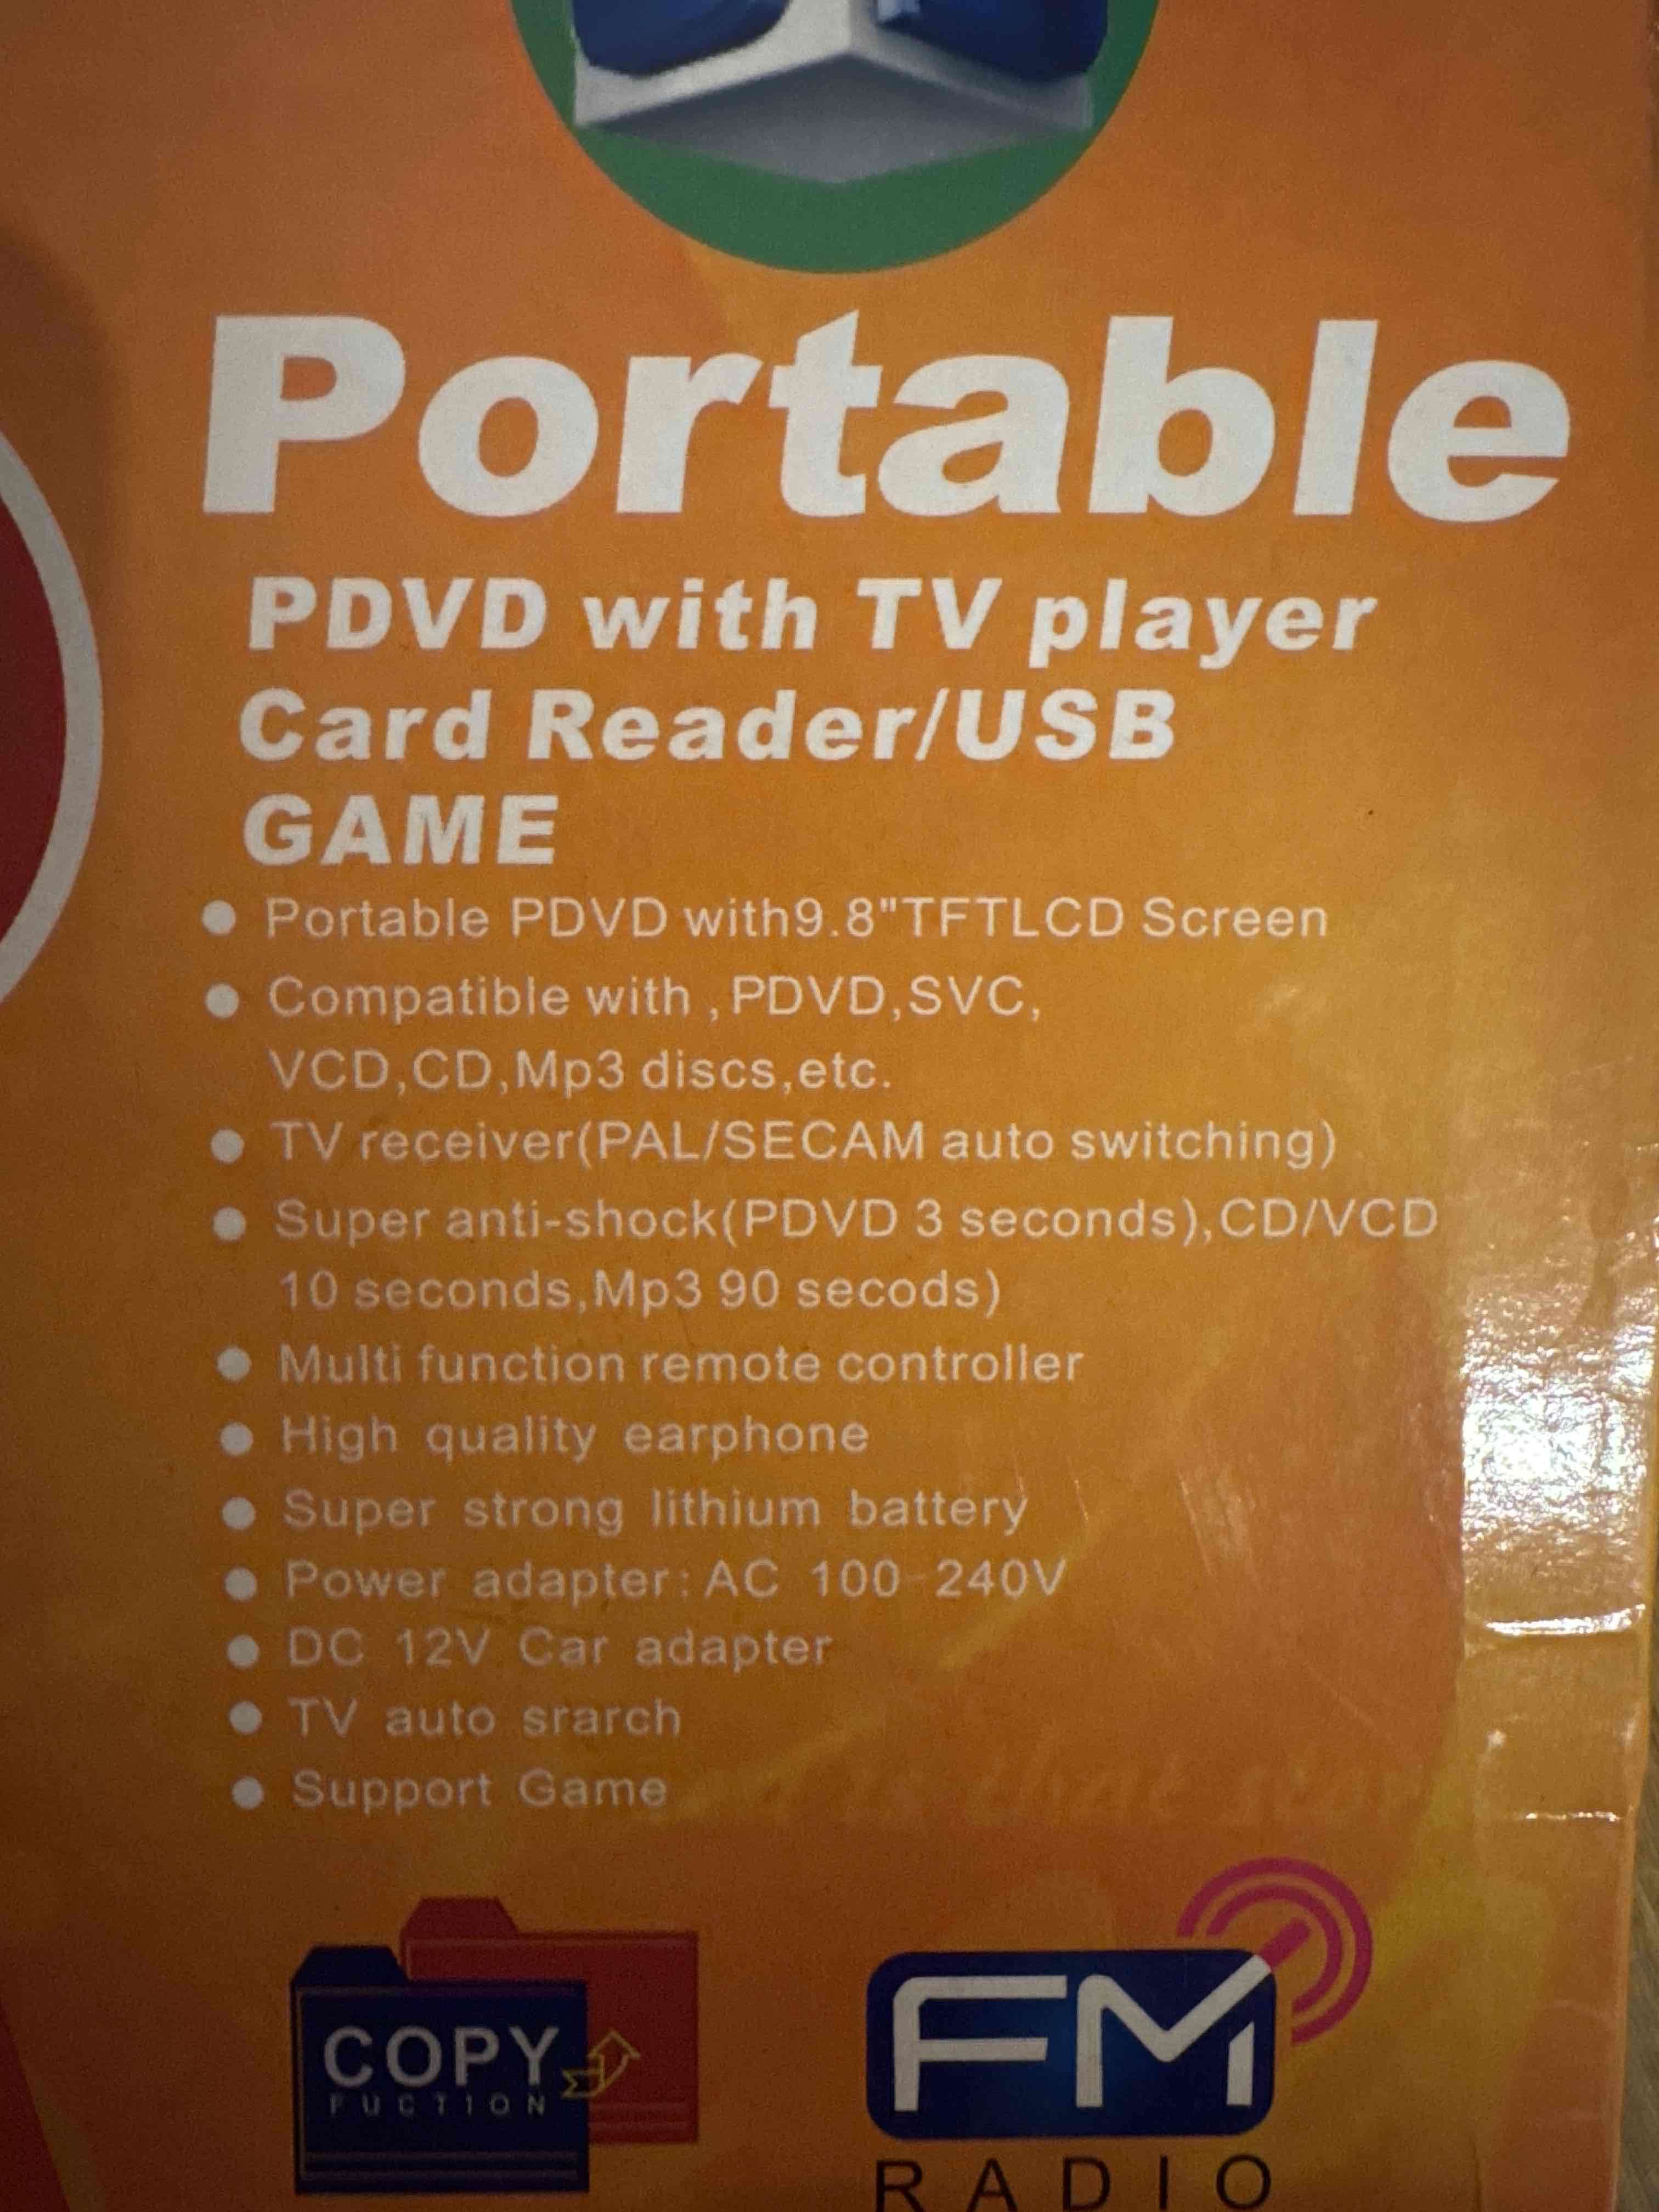 Portable
PDVD with TV player
Card Reader/USB
GAME
● Portable PDVD with9.8"TFTLCD Screen
● Compatible with , PDVD,SVC,
VCD,CD,Mp3 discs,etc.
● TV receiver(PAL/SECAM auto switching)
● Super anti-shock(PDVD 3 seconds),CD/VCD
10 seconds,Mp3 90 secods)
● Multi function remote controller
● High quality earphone
● Super strong lithium battery
● Power adapter:AC 100-240V
● DC 12V Car adapter
● TV auto srarch
● Support Game
COPY
FUCTION
FM
RADIO